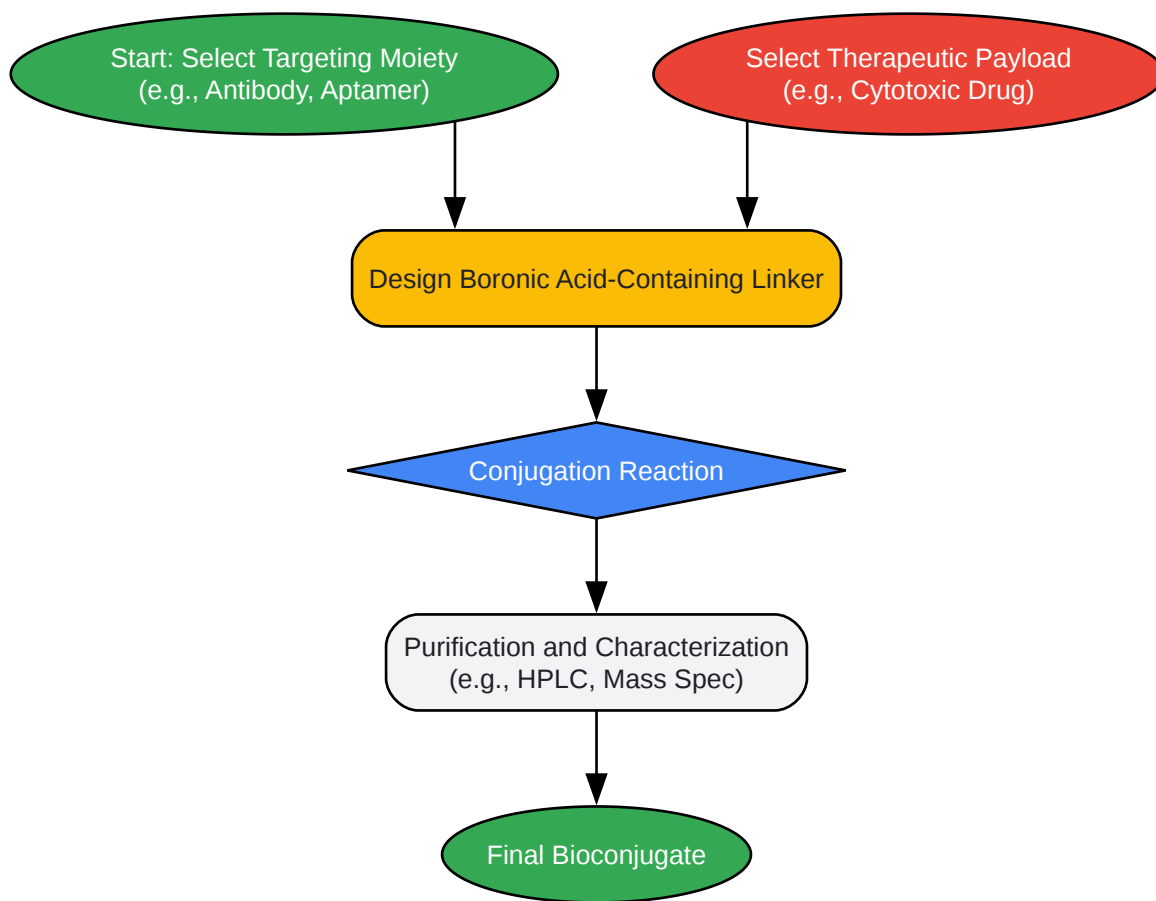 Start: Select Targeting Moiety
(e.g., Antibody, Aptamer)
Select Therapeutic Payload
(e.g., Cytotoxic Drug)
Design Boronic Acid-Containing Linker
Conjugation Reaction
Purification and Characterization
(e.g., HPLC, Mass Spec)
Final Bioconjugate